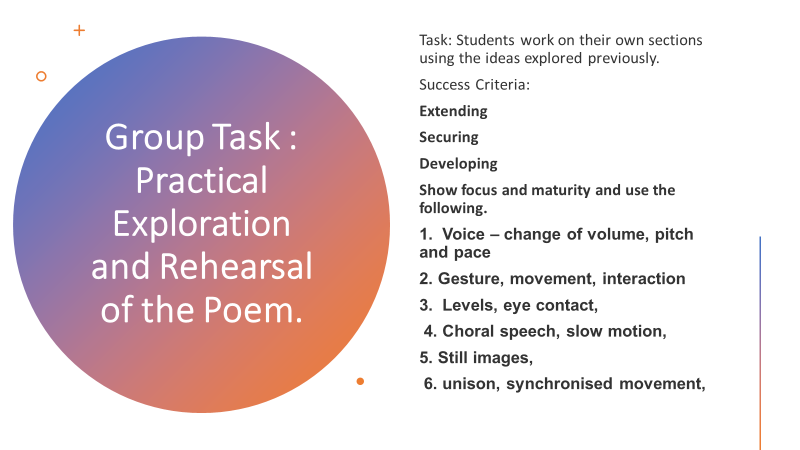 Group Task :
Practical
Exploration
and Rehearsal
of the Poem.
Task: Students work on their own sections
using the ideas explored previously.
Success Criteria:
Extending
Securing
Developing
Show focus and maturity and use the
following.
1. Voice – change of volume, pitch
and pace
2. Gesture, movement, interaction
3. Levels, eye contact,
4. Choral speech, slow motion,
5. Still images,
6. unison, synchronised movement,